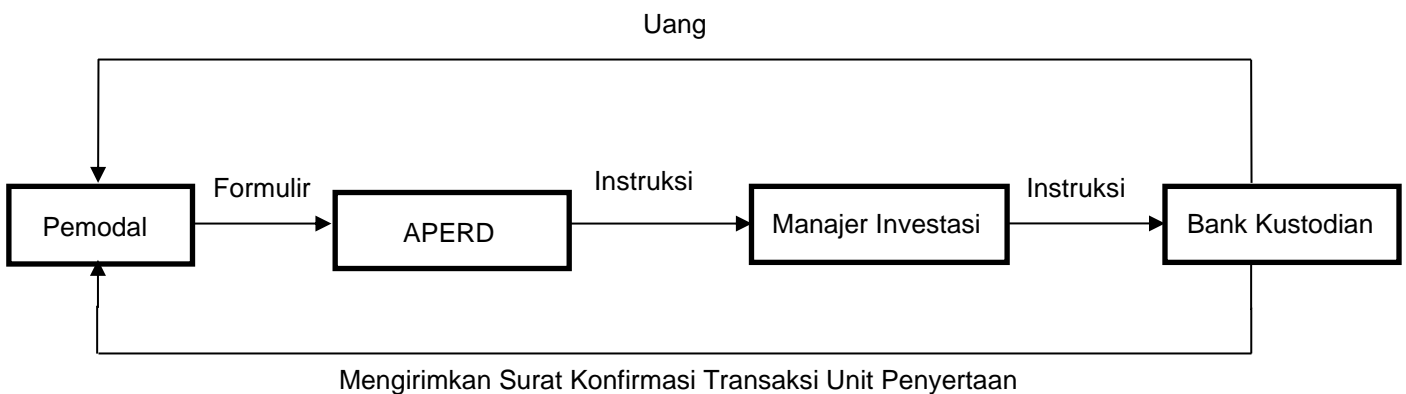 Uang
Formulir
Instruksi
Instruksi
Pemodal
APERD
Manajer Investasi
Bank Kustodian
Mengirimkan Surat Konfirmasi Transaksi Unit Penyertaan